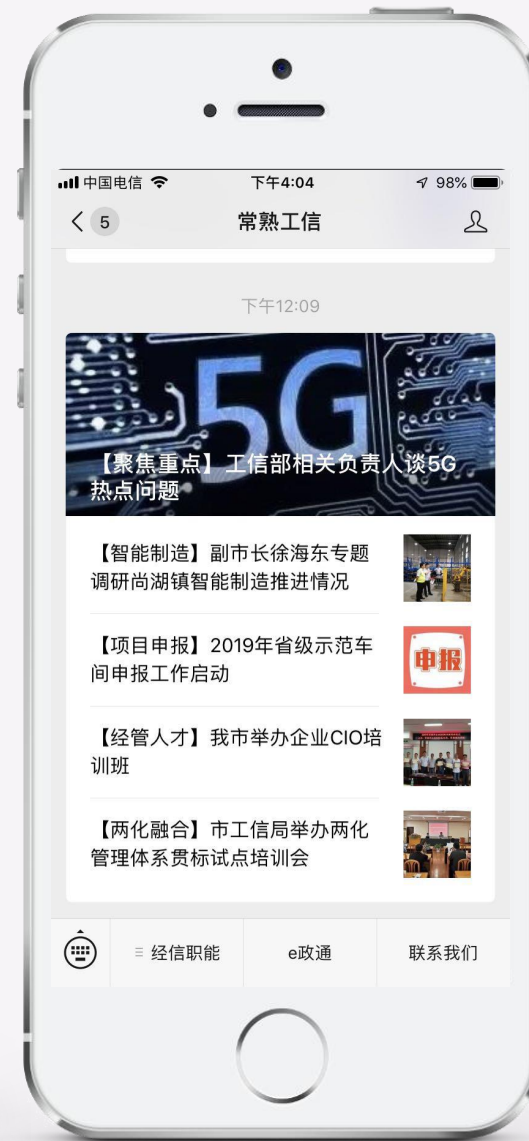 中国电信 下午4:04 98%
5 常熟工信
下午12:09
5G
【聚焦重点】工信部相关负责人谈5G
热点问题
【智能制造】副市长徐海东专题
调研尚湖镇智能制造推进情况
【项目申报】2019年省级示范车
间申报工作启动
申报
【经管人才】我市举办企业CIO培
训班
【两化融合】市工信局举办两化
管理体系贯标试点培训会
经信职能 e政通 联系我们